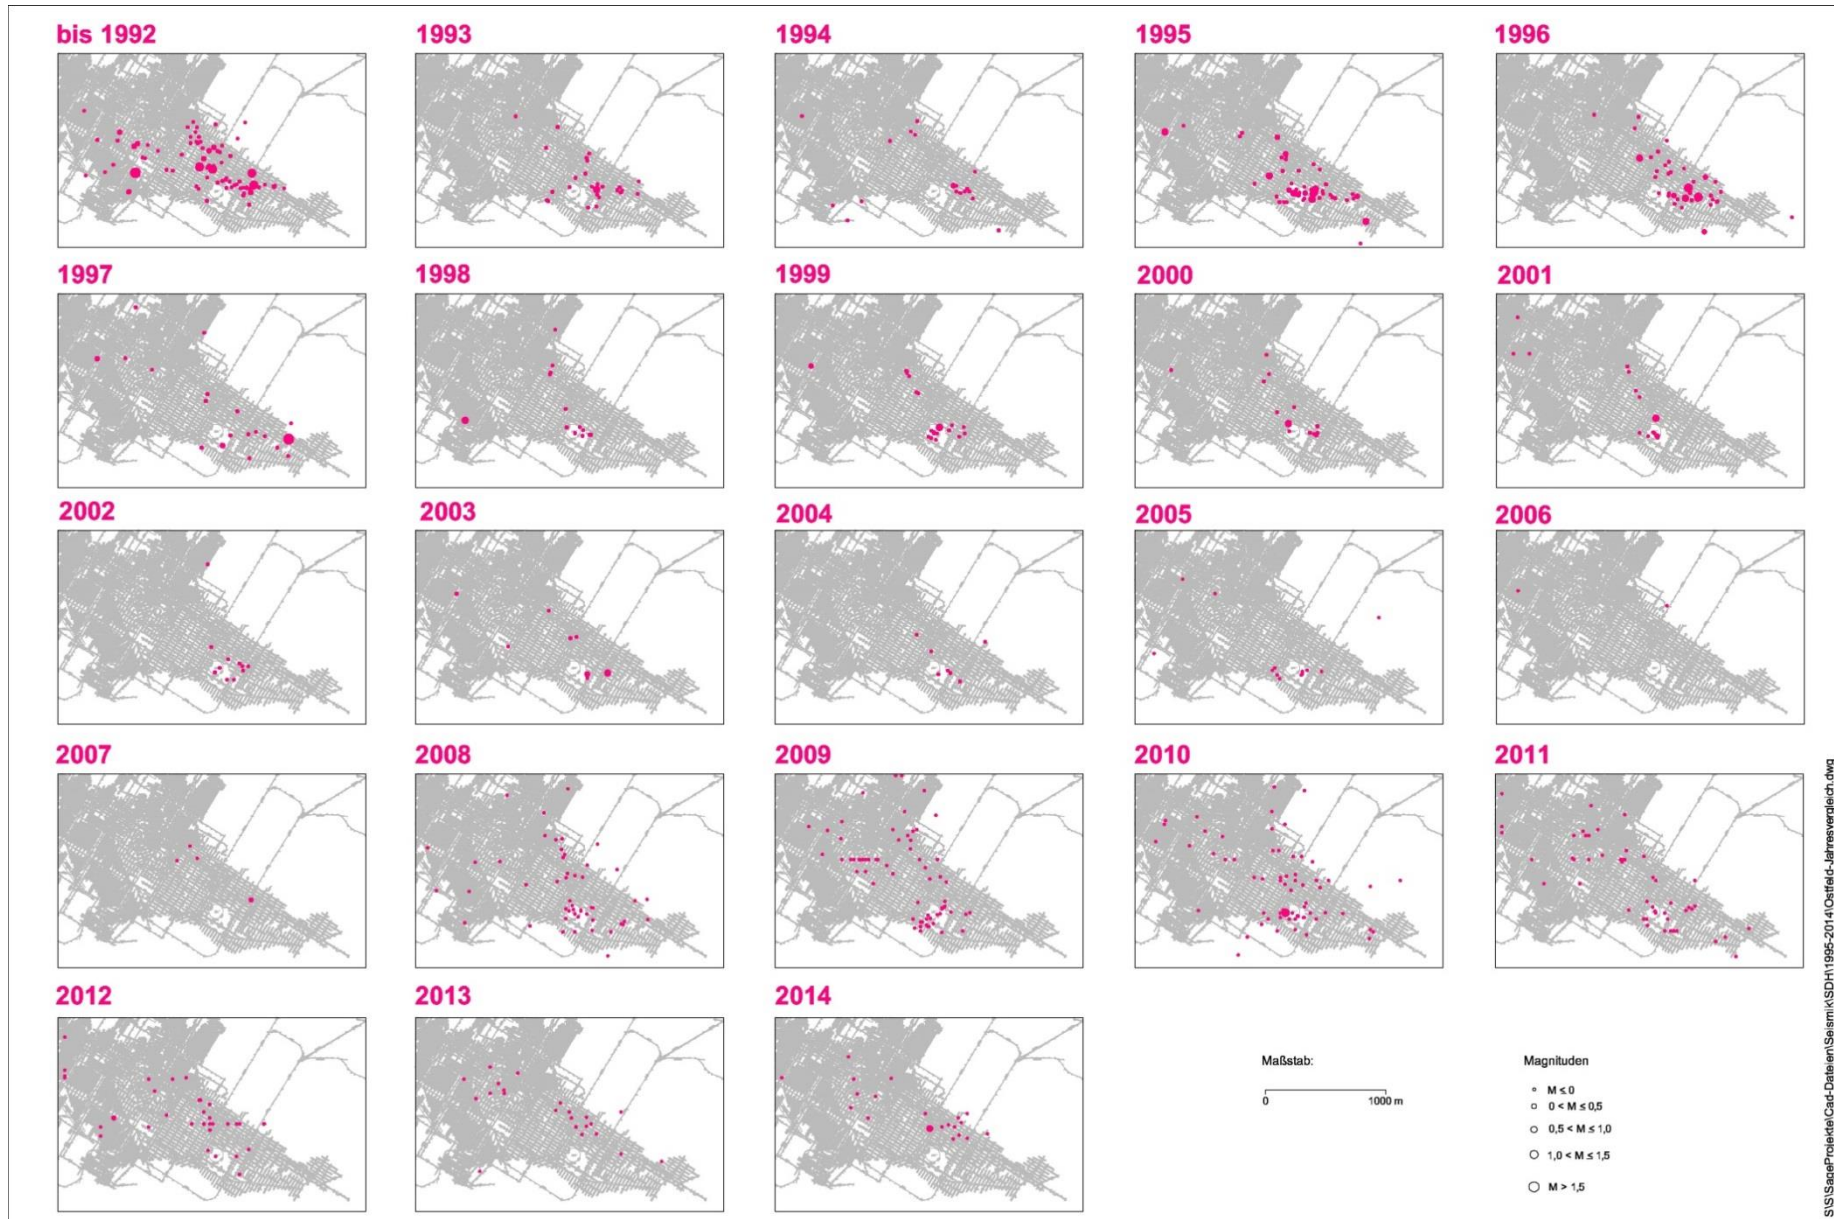 bis 1992
1993
1994
1995
1996
1997
1998
1999
2000
2001
2002
2003
2004
2005
2006
2007
2008
2009
2010
2011
2012
2013
2014
Maßstab:
0 1000 m
Magnituden
M ≤ 0
0 < M ≤ 0,5
0,5 < M ≤ 1,0
1,0 < M ≤ 1,5
M > 1,5
S:\S\SageProjekte\Cad-Dateien\Seismik\SDH\1995-2014\Ostfeld-Jahresvergleich.dwg